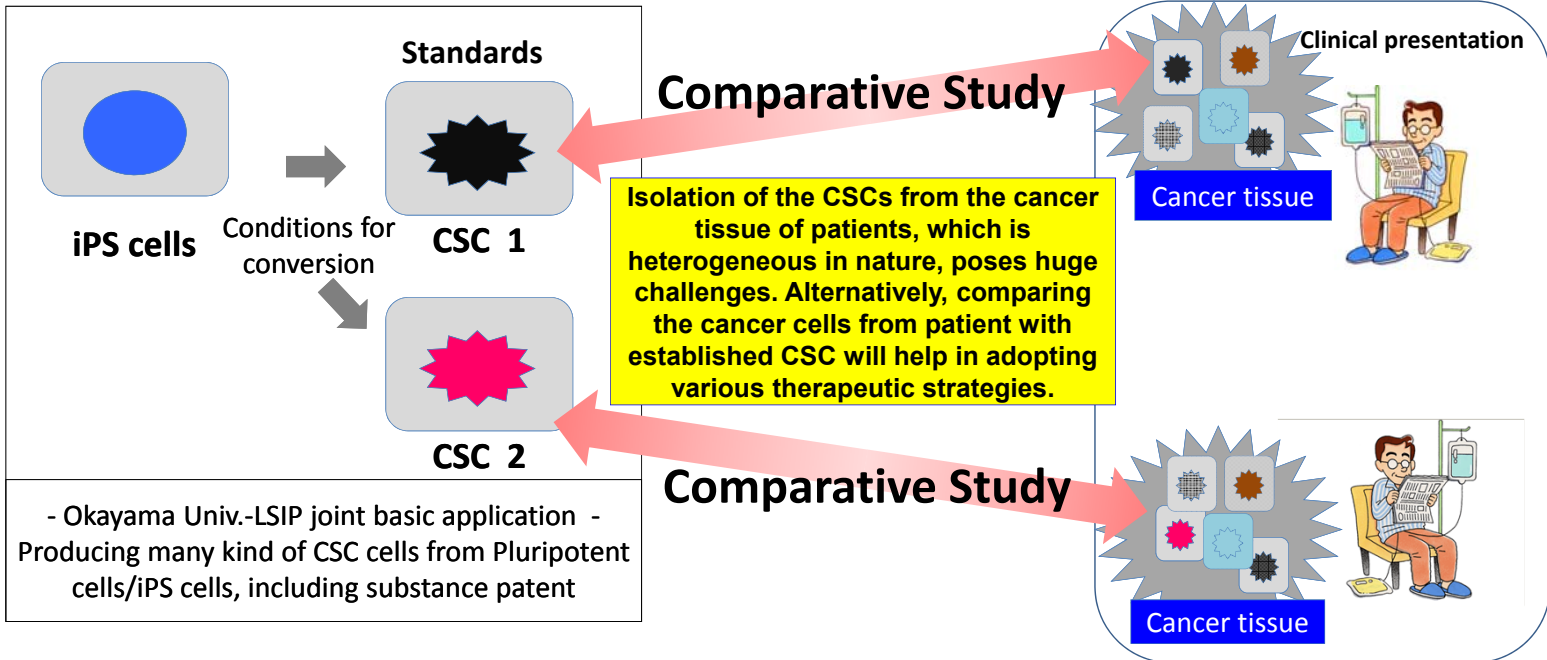 Standards
iPS cells
Conditions for
conversion
CSC 1
CSC 2
- Okayama Univ.-LSIP joint basic application -
Producing many kind of CSC cells from Pluripotent
cells/iPS cells, including substance patent
Comparative Study
Isolation of the CSCs from the cancer
tissue of patients, which is
heterogeneous in nature, poses huge
challenges. Alternatively, comparing
the cancer cells from patient with
established CSC will help in adopting
various therapeutic strategies.
Comparative Study
Clinical presentation
Cancer tissue
Cancer tissue